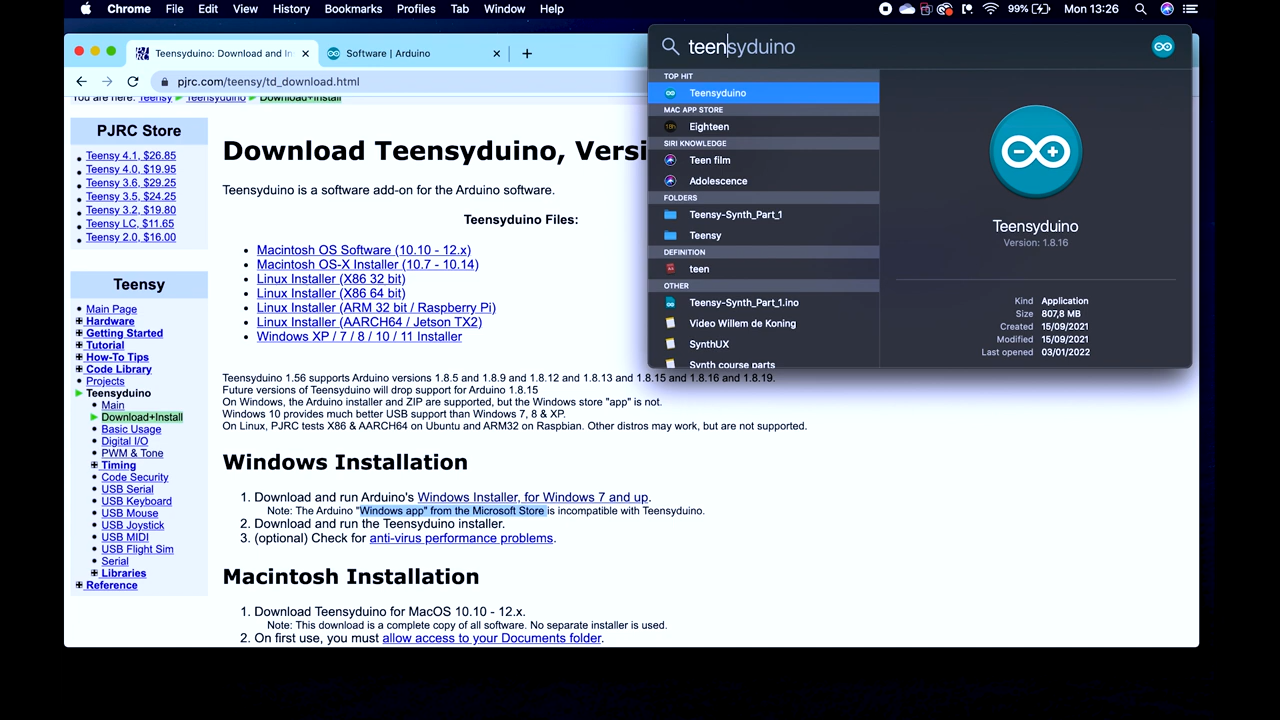 Chrome File Edit View History Bookmarks Profiles Tab Window Help
99% Mon 13:26
Teensyduino: Download and In
Software | Arduino
pjrc.com/teensy/td_download.html
You are here: Teensy Teensyduino Download+Install
PJRC Store
Teensy 4.1, $26.85
Teensy 4.0, $19.95
Teensy 3.6, $29.25
Teensy 3.5, $24.25
Teensy 3.2, $19.80
Teensy LC, $11.65
Teensy 2.0, $16.00
Teensy
Main Page
Hardware
Getting Started
Tutorial
How-To Tips
Code Library
Projects
Teensyduino
Main
Download+Install
Basic Usage
Digital I/O
PWM & Tone
Timing
Code Security
USB Serial
USB Keyboard
USB Mouse
USB Joystick
USB MIDI
USB Flight Sim
Serial
Libraries
Reference
Download Teensyduino, Versi
Teensyduino is a software add-on for the Arduino software.
Teensyduino Files:
Macintosh OS Software (10.10 - 12.x)
Macintosh OS-X Installer (10.7 - 10.14)
Linux Installer (X86 32 bit)
Linux Installer (X86 64 bit)
Linux Installer (ARM 32 bit / Raspberry Pi)
Linux Installer (AARCH64 / Jetson TX2)
Windows XP / 7 / 8 / 10 / 11 Installer
Teensyduino 1.56 supports Arduino versions 1.8.5 and 1.8.9 and 1.8.12 and 1.8.13 and 1.8.15 and 1.8.16 and 1.8.19.
Future versions of Teensyduino will drop support for Arduino 1.8.15
On Windows, the Arduino installer and ZIP are supported, but the Windows store "app" is not.
Windows 10 provides much better USB support than Windows 7, 8 & XP.
On Linux, PJRC tests X86 & AARCH64 on Ubuntu and ARM32 on Raspbian. Other distros may work, but are not supported.
Windows Installation
1. Download and run Arduino's Windows Installer, for Windows 7 and up.
Note: The Arduino "Windows app" from the Microsoft Store is incompatible with Teensyduino.
2. Download and run the Teensyduino installer.
3. (optional) Check for anti-virus performance problems.
Macintosh Installation
1. Download Teensyduino for MacOS 10.10 - 12.x.
Note: This download is a complete copy of all software. No separate installer is used.
2. On first use, you must allow access to your Documents folder.
teensyduino
TOP HIT
Teensyduino
MAC APP STORE
Eighteen
SIRI KNOWLEDGE
Teen film
Adolescence
FOLDERS
Teensy-Synth_Part_1
Teensy
DEFINITION
teen
OTHER
Teensy-Synth_Part_1.ino
Video Willem de Koning
SynthUX
Synth course parts
Teensyduino
Version: 1.8.16
Kind Application
Size 807,8 MB
Created 15/09/2021
Modified 15/09/2021
Last opened 03/01/2022